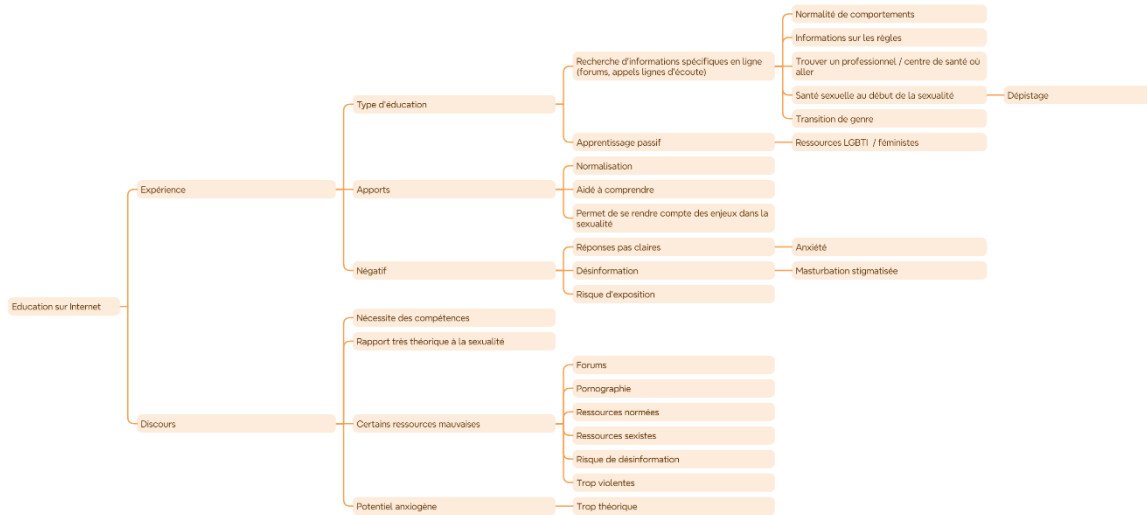 Education sur Internet
Expérience
Type d'éducation
Recherche d'informations spécifiques en ligne
(forums, appels lignes d'écoute)
Normalité de comportements
Informations sur les règles
Trouver un professionnel / centre de santé où
aller
Santé sexuelle au début de la sexualité
Dépistage
Transition de genre
Apprentissage passif
Ressources LGBTI / féministes
Apports
Normalisation
Aidé à comprendre
Permet de se rendre compte des enjeux dans la
sexualité
Négatif
Réponses pas claires
Anxiété
Désinformation
Masturbation stigmatisée
Risque d'exposition
Discours
Nécessite des compétences
Rapport très théorique à la sexualité
Certains ressources mauvaises
Forums
Pornographie
Ressources normées
Ressources sexistes
Risque de désinformation
Trop violentes
Potentiel anxiogène
Trop théorique